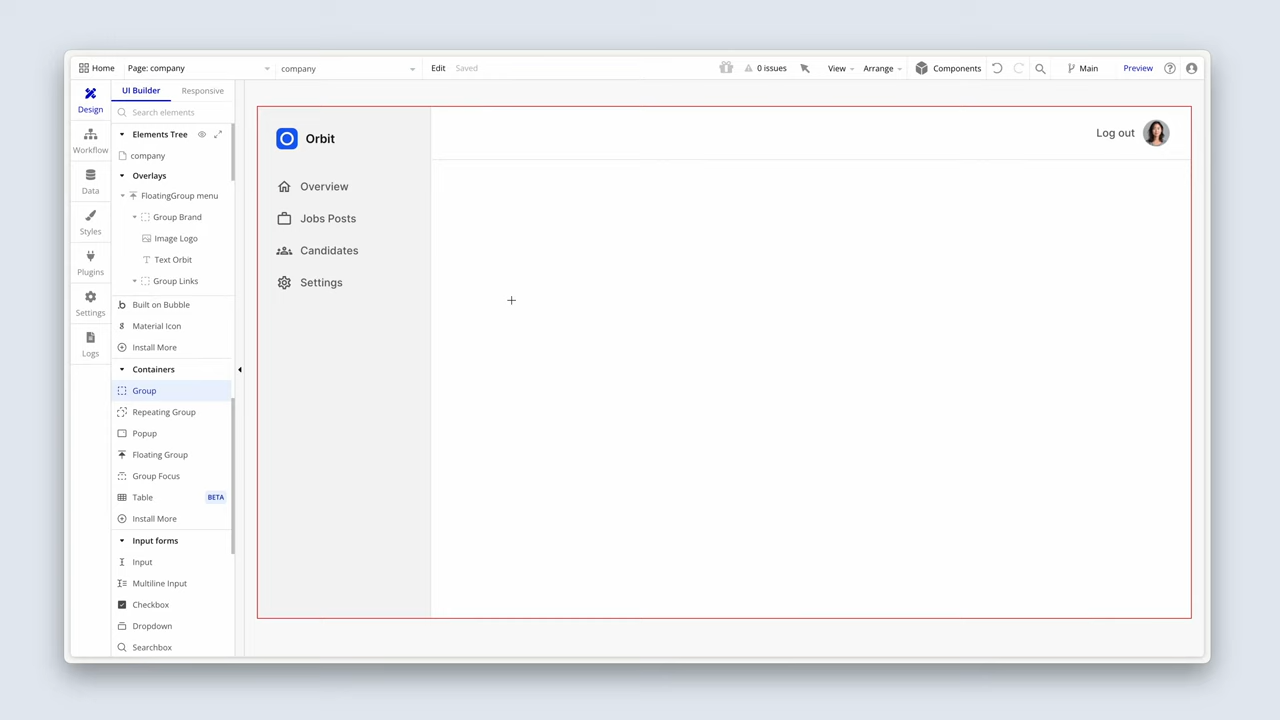 Home
Page: company
company
Edit
Saved
0 issues
View
Arrange
Components
Main
Preview
Design
Workflow
Data
Styles
Plugins
Settings
Logs
UI Builder
Responsive
Search elements
Elements Tree
company
Overlays
FloatingGroup menu
Group Brand
Image Logo
Text Orbit
Group Links
Built on Bubble
Material Icon
Install More
Containers
Group
Repeating Group
Popup
Floating Group
Group Focus
Table BETA
Install More
Input forms
Input
Multiline Input
Checkbox
Dropdown
Searchbox
Orbit
Overview
Jobs Posts
Candidates
Settings
Log out